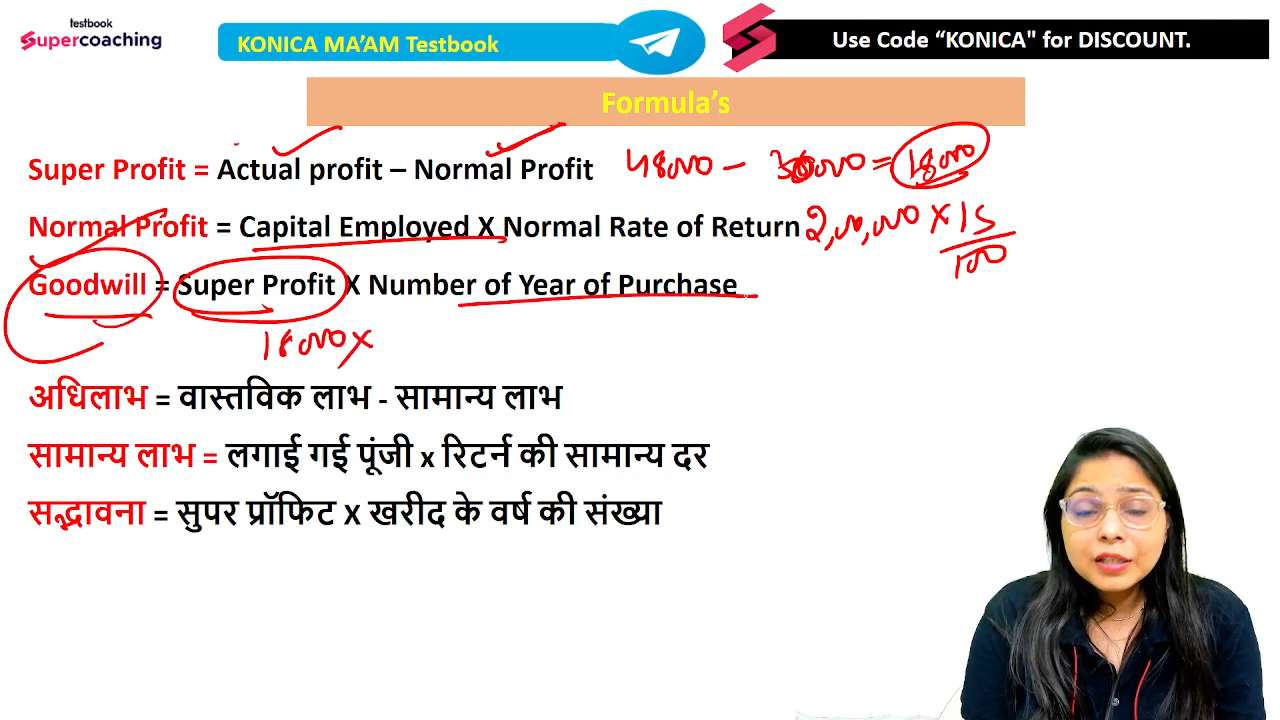 testbook
Supercoaching
KONICA MA’AM Testbook
Use Code “KONICA" for DISCOUNT.
Formula’s
Super Profit = Actual profit – Normal Profit 48000 – 30000 = 18000
Normal Profit = Capital Employed X Normal Rate of Return 2,00,000 x 15
100
Goodwill = Super Profit X Number of Year of Purchase
18000 x
अधिलाभ = वास्तविक लाभ - सामान्य लाभ
सामान्य लाभ = लगाई गई पूंजी x रिटर्न की सामान्य दर
सद्भावना = सुपर प्रॉफिट X खरीद के वर्ष की संख्या